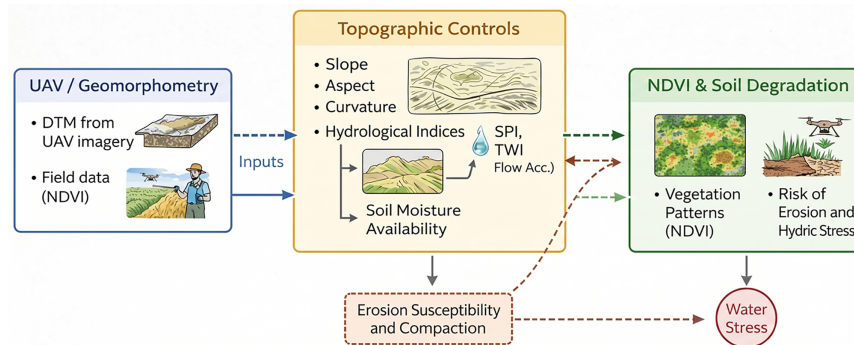 UAV / Geomorphometry
• DTM from
UAV imagery
• Field data
(NDVI)
Inputs
Topographic Controls
• Slope
• Aspect
• Curvature
• Hydrological Indices
SPI,
TWI
Flow Acc.)
Soil Moisture
Availability
NDVI & Soil Degradation
• Vegetation
Patterns
(NDVI)
• Risk of
Erosion and
Hydric Stress
Erosion Susceptibility
and Compaction
Water
Stress